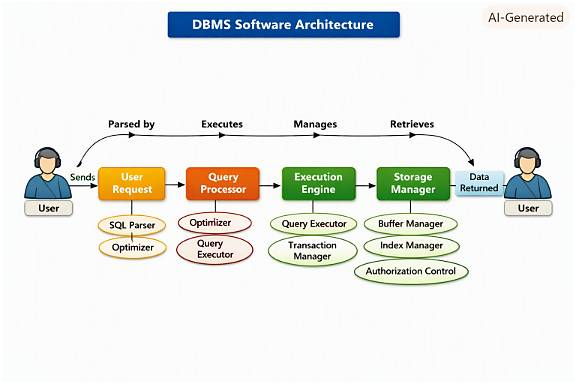 AI-Generated
DBMS Software Architecture
Parsed by
Executes
Manages
Retrieves
Sends
User
Request
Query
Processor
Execution
Engine
Storage
Manager
Data
Returned
User
User
SQL Parser
Optimizer
Optimizer
Query
Executor
Query Executor
Transaction
Manager
Buffer Manager
Index Manager
Authorization Control